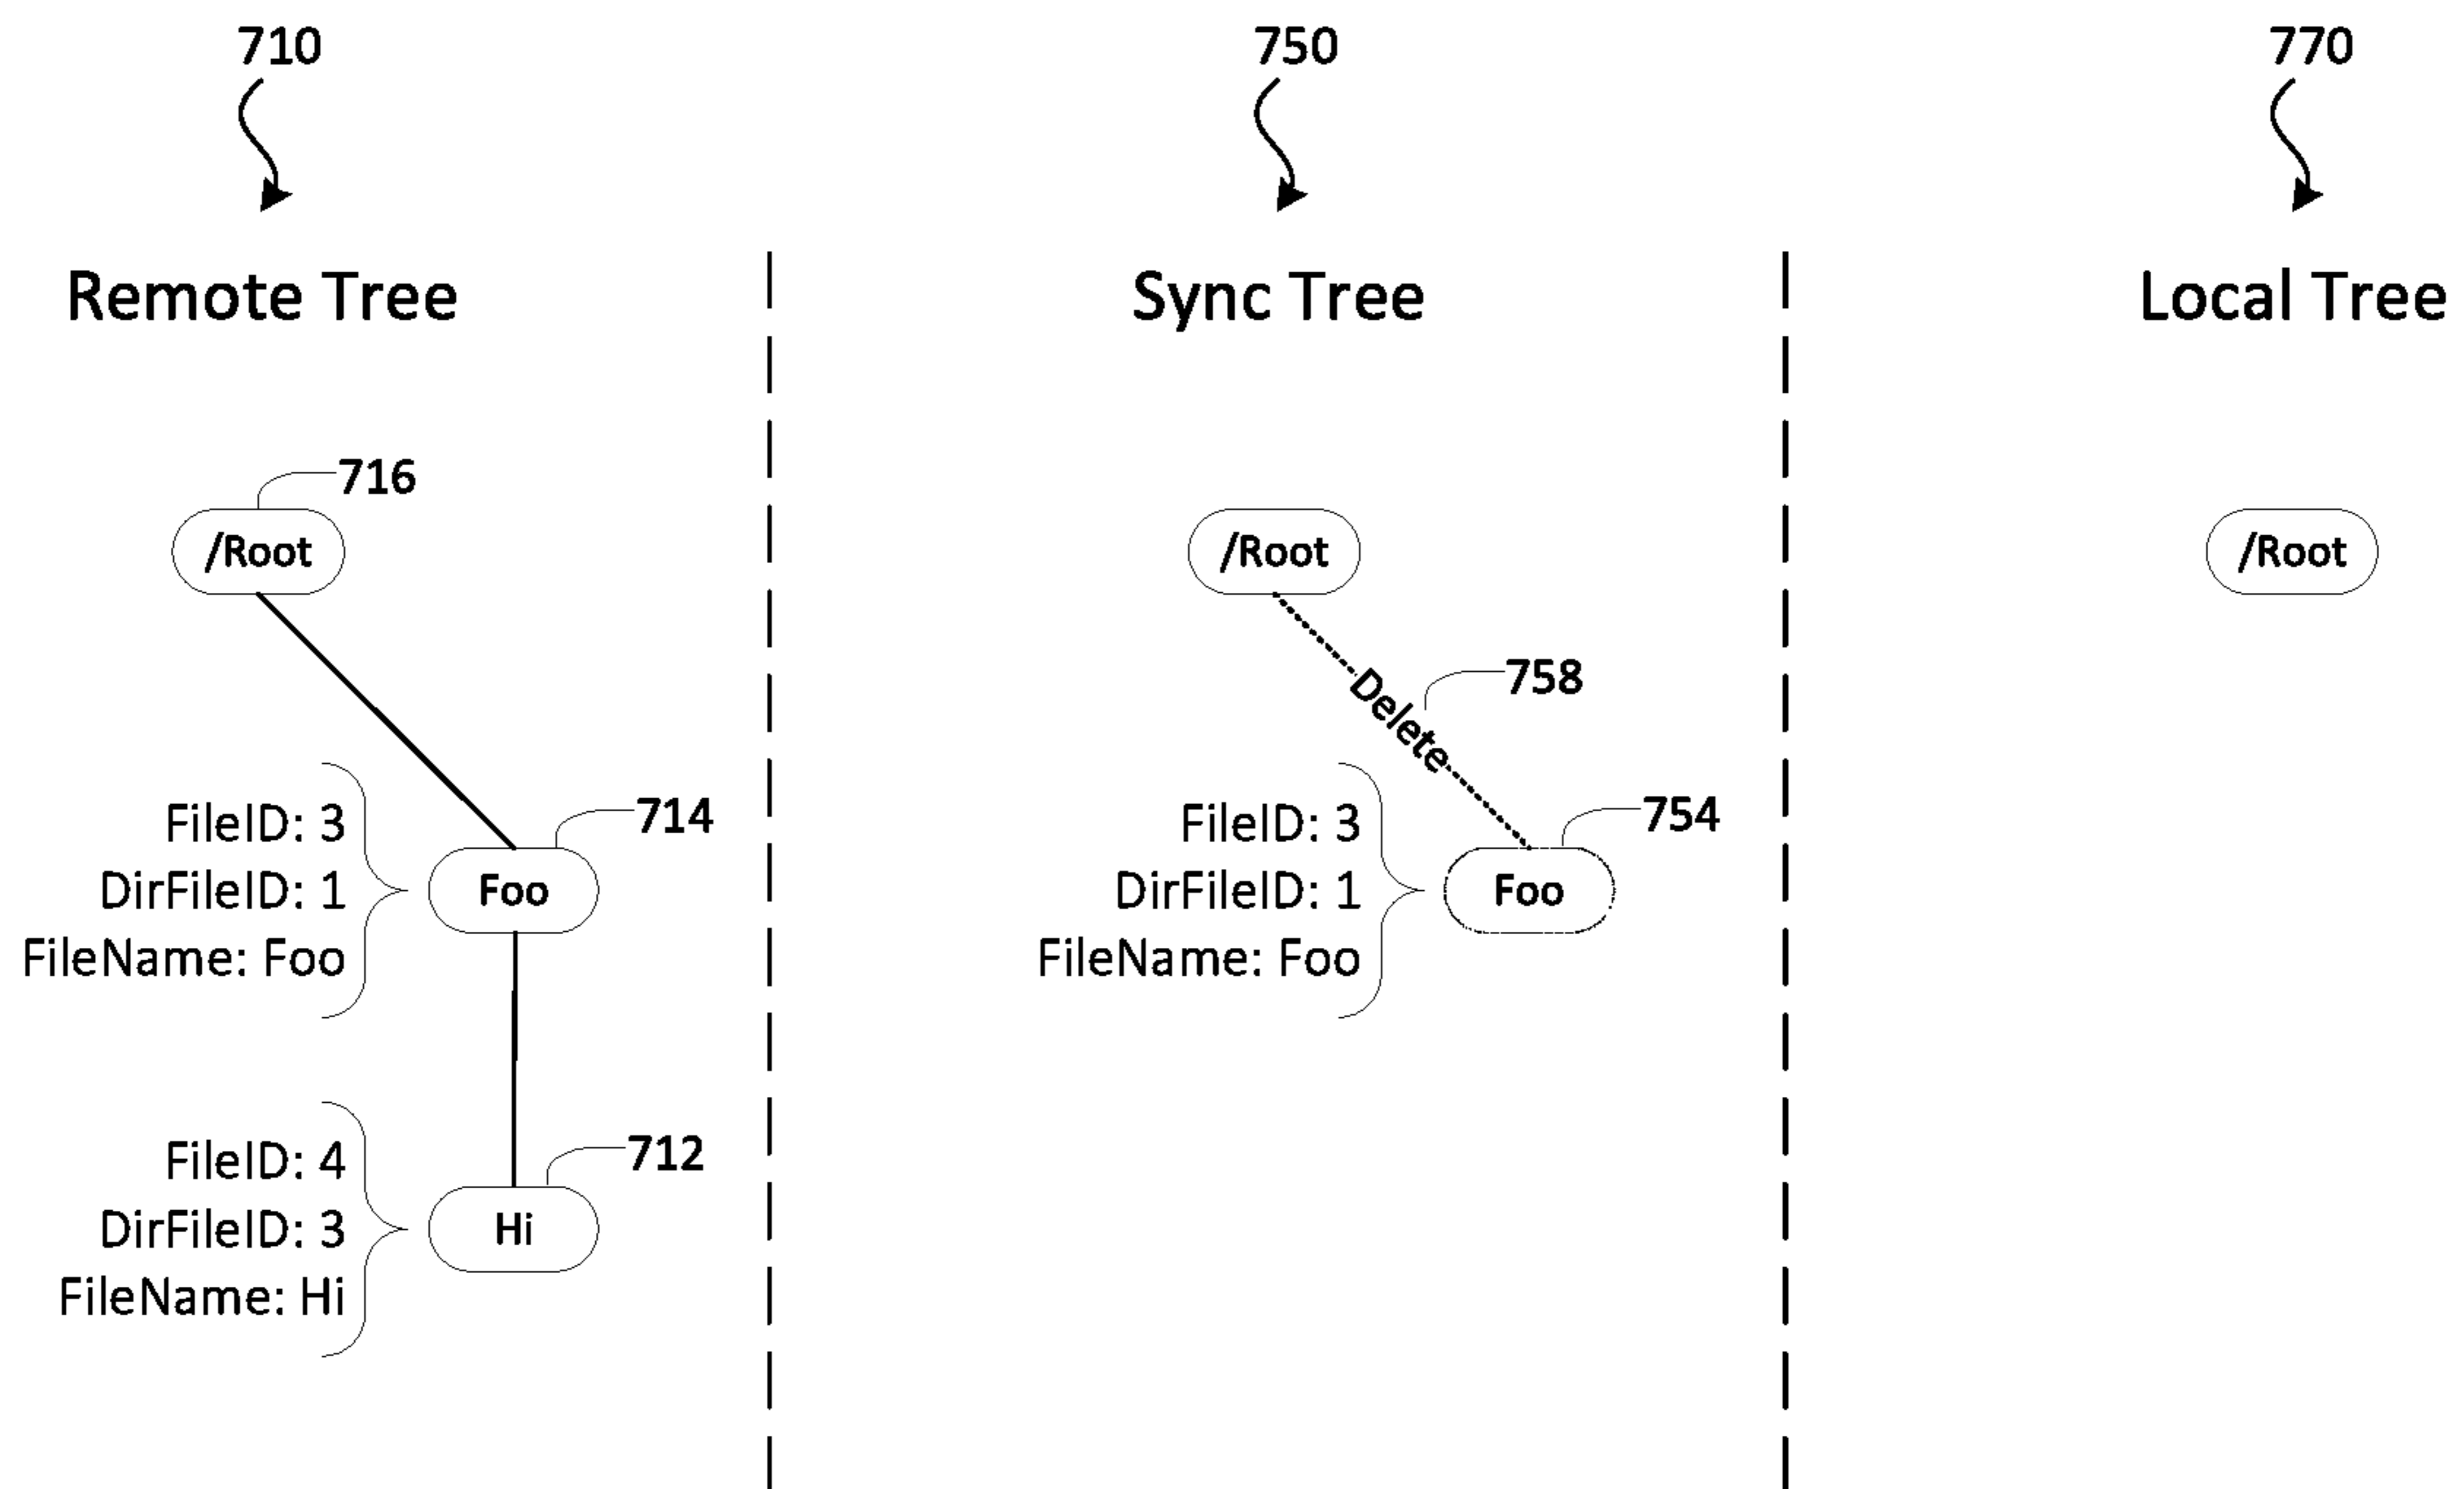 710
750
770
Remote Tree
Sync Tree
Local Tree
716
/Root
/Root
/Root
758
Delete
FileID: 3
DirFileID: 1
FileName: Foo
714
Foo
FileID: 3
DirFileID: 1
FileName: Foo
754
Foo
FileID: 4
DirFileID: 3
FileName: Hi
712
Hi